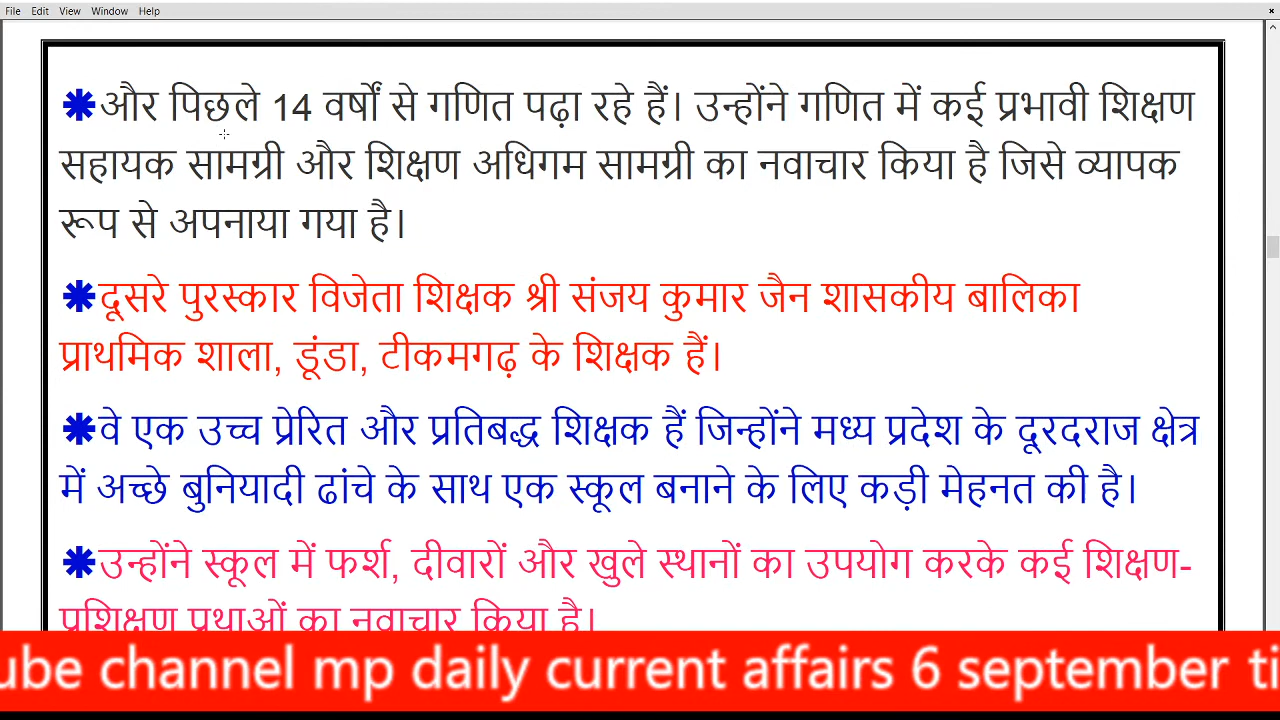 File Edit View Window Help
और पिछले 14 वर्षों से गणित पढ़ा रहे हैं। उन्होंने गणित में कई प्रभावी शिक्षण
सहायक सामग्री और शिक्षण अधिगम सामग्री का नवाचार किया है जिसे व्यापक
रूप से अपनाया गया है।
दूसरे पुरस्कार विजेता शिक्षक श्री संजय कुमार जैन शासकीय बालिका
प्राथमिक शाला, डूंडा, टीकमगढ़ के शिक्षक हैं।
वे एक उच्च प्रेरित और प्रतिबद्ध शिक्षक हैं जिन्होंने मध्य प्रदेश के दूरदराज क्षेत्र
में अच्छे बुनियादी ढांचे के साथ एक स्कूल बनाने के लिए कड़ी मेहनत की है।
उन्होंने स्कूल में फर्श, दीवारों और खुले स्थानों का उपयोग करके कई शिक्षण-
प्रशिक्षण प्रथाओं का नवाचार किया है।
ube channel mp daily current affairs 6 september ti